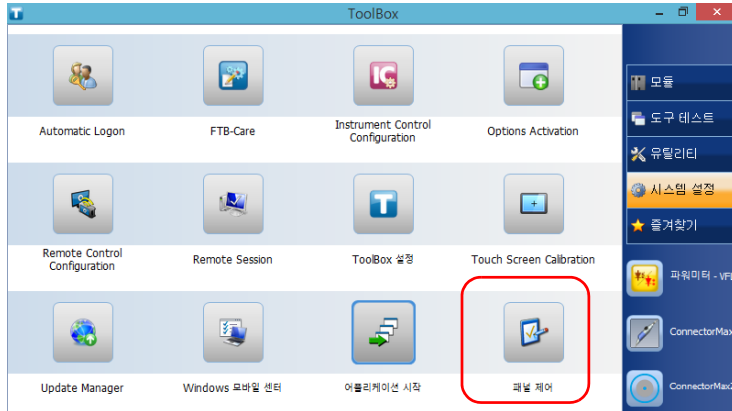 ToolBox
Automatic Logon
FTB-Care
Instrument Control
Configuration
Options Activation
Remote Control
Configuration
Remote Session
ToolBox 설정
Touch Screen Calibration
Update Manager
Windows 모바일 센터
어플리케이션 시작
패널 제어
모듈
도구 테스트
유틸리티
시스템 설정
즐겨찾기
파워미터 - VFL
ConnectorMax
ConnectorMax2